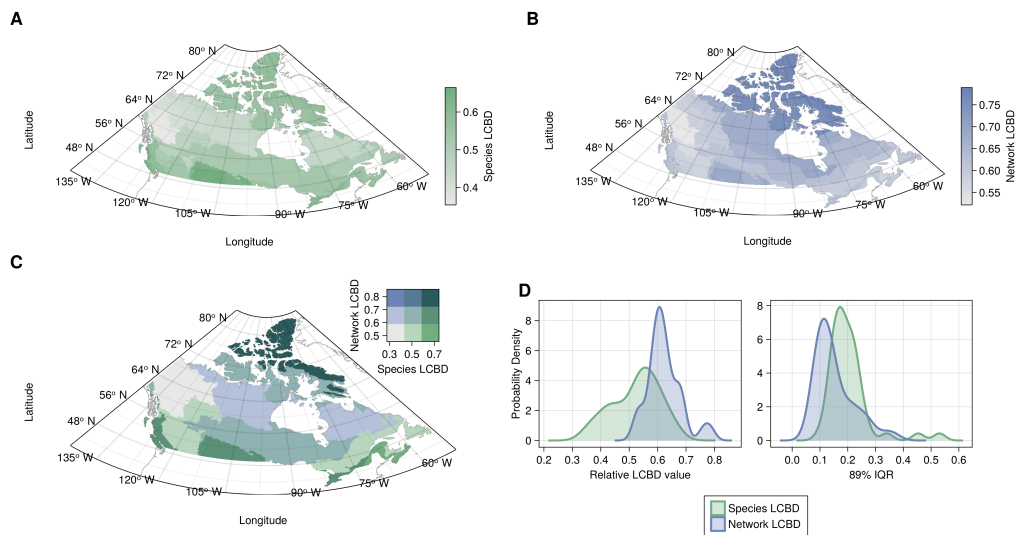 A
80° N
72° N
64° N
56° N
48° N
135° W
120° W
105° W
90° W
75° W
60° W
Latitude
Longitude
0.6
0.5
0.4
Species LCBD
B
80° N
72° N
64° N
56° N
48° N
135° W
120° W
105° W
90° W
75° W
60° W
Latitude
Longitude
0.75
0.70
0.65
0.60
0.55
Network LCBD
C
80° N
72° N
64° N
56° N
48° N
135° W
120° W
105° W
90° W
75° W
60° W
Latitude
Longitude
Network LCBD
0.8
0.7
0.6
0.5
0.3 0.5 0.7
Species LCBD
D
Probability Density
8
6
4
2
0
0.2 0.3 0.4 0.5 0.6 0.7 0.8
Relative LCBD value
8
6
4
2
0
0.0 0.1 0.2 0.3 0.4 0.5 0.6
89% IQR
Species LCBD
Network LCBD